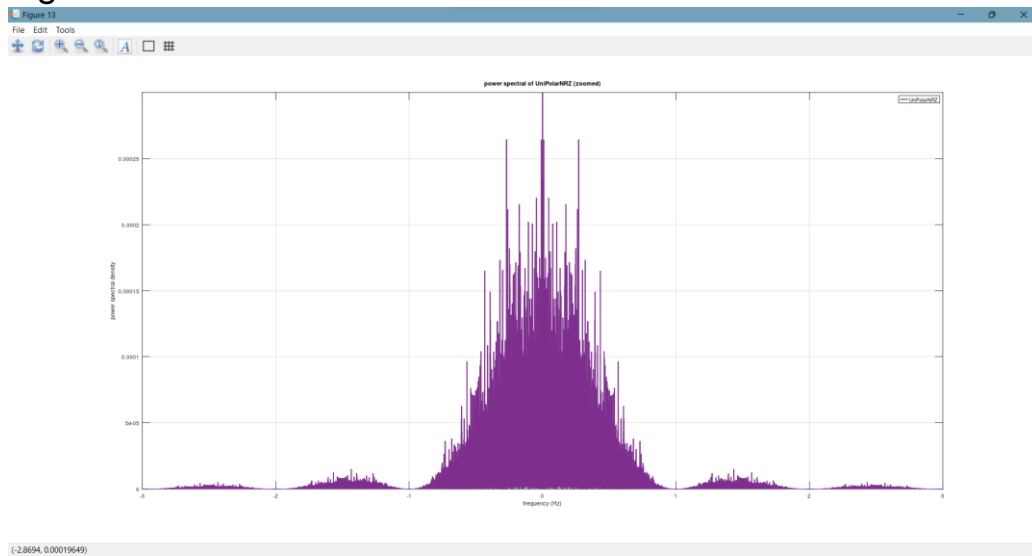 Figure 13
File Edit Tools
A
power spectral of UniPolarNRZ (zoomed)
UniPolarNRZ
0.00025
0.0002
0.00015
0.0001
5e-05
0
power spectral density
-3 -2 -1 0 1 2 3
frequency (Hz)
(-2.8694, 0.00019649)